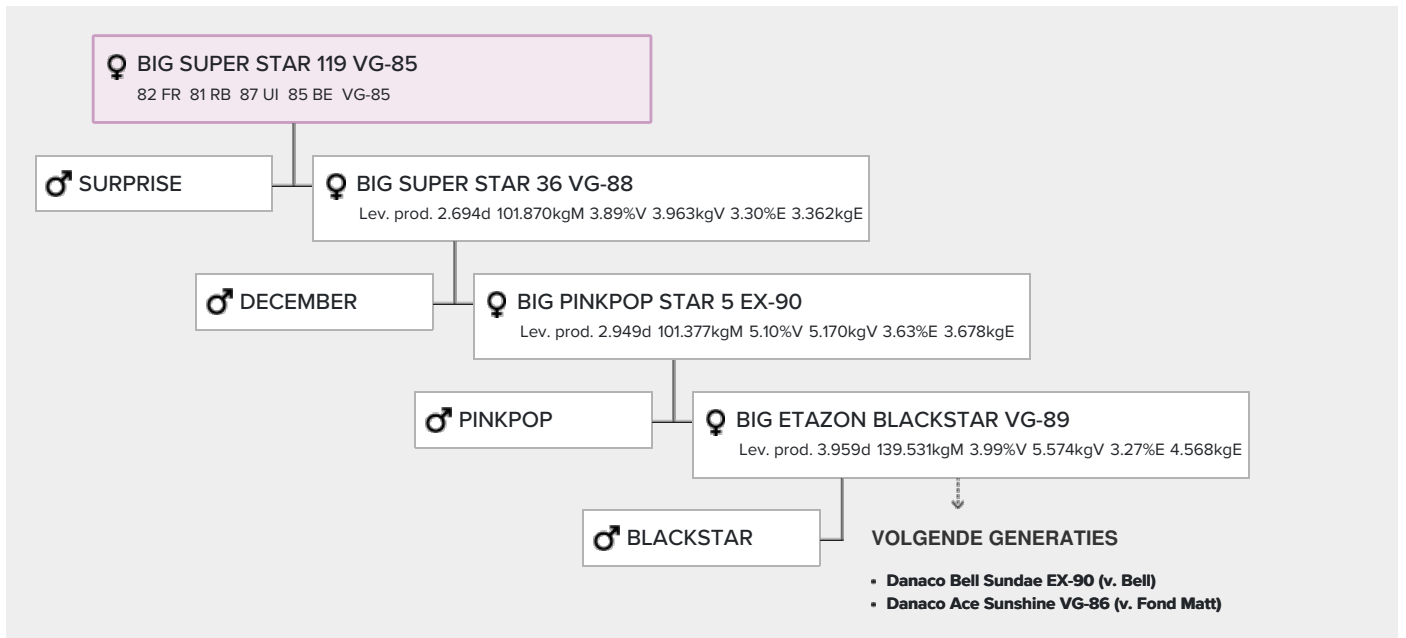 BIG SUPER STAR 119 VG-85
82 FR 81 RB 87 UI 85 BE VG-85
SURPRISE
BIG SUPER STAR 36 VG-88
Lev. prod. 2.694d 101.870kgM 3.89%V 3.963kgV 3.30%E 3.362kgE
DECEMBER
BIG PINKPOP STAR 5 EX-90
Lev. prod. 2.949d 101.377kgM 5.10%V 5.170kgV 3.63%E 3.678kgE
PINKPOP
BIG ETAZON BLACKSTAR VG-89
Lev. prod. 3.959d 139.531kgM 3.99%V 5.574kgV 3.27%E 4.568kgE
BLACKSTAR
VOLGENDE GENERATIES
• Danaco Bell Sundae EX-90 (v. Bell)
• Danaco Ace Sunshine VG-86 (v. Fond Matt)